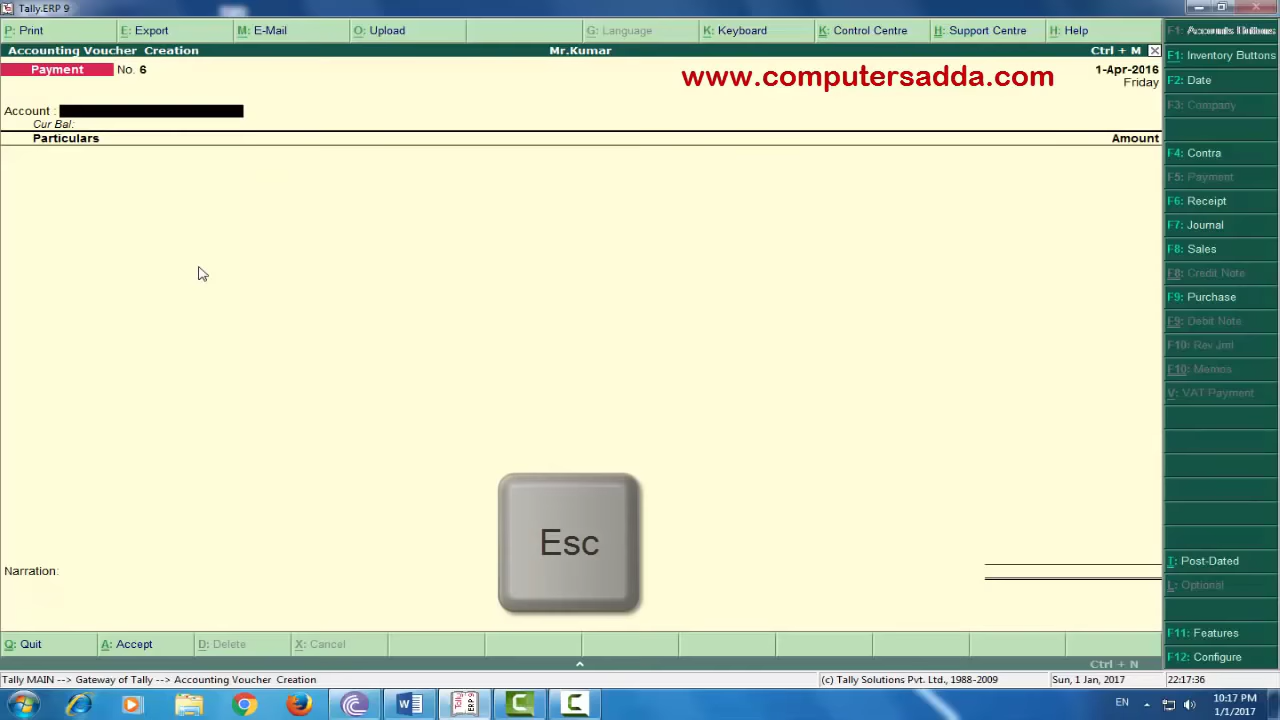 Tally.ERP 9
P: Print E: Export M: E-Mail O: Upload G: Language K: Keyboard K: Control Centre H: Support Centre H: Help
F1: Accounts Buttons
Accounting Voucher Creation Mr.Kumar Ctrl + M
F1: Inventory Buttons
Payment No. 6 www.computersadda.com 1-Apr-2016
Friday
F2: Date
F3: Company
Account :
Cur Bal:
Particulars Amount
F4: Contra
F5: Payment
F6: Receipt
F7: Journal
F8: Sales
F8: Credit Note
F9: Purchase
F9: Debit Note
F10: Rev Jrnl
F10: Memos
V: VAT Payment
Esc
T: Post-Dated
Narration:
L: Optional
F11: Features
Q: Quit A: Accept D: Delete X: Cancel
F12: Configure
Ctrl + N
Tally MAIN --> Gateway of Tally --> Accounting Voucher Creation (c) Tally Solutions Pvt. Ltd., 1988-2009 Sun, 1 Jan, 2017 22:17:36
EN 10:17 PM
1/1/2017